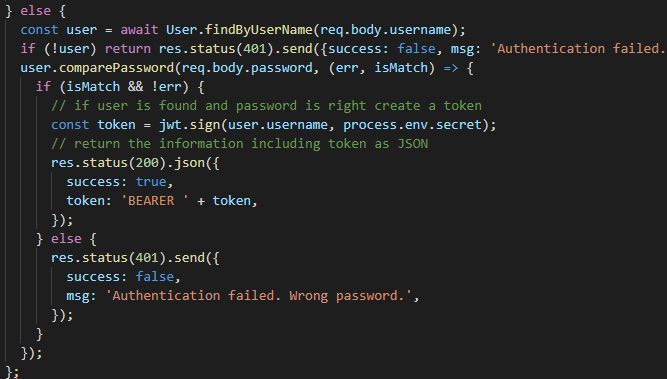 } else {
const user = await User.findByUserName(req.body.username);
if (!user) return res.status(401).send({success: false, msg: 'Authentication failed.
user.comparePassword(req.body.password, (err, isMatch) => {
if (isMatch && !err) {
// if user is found and password is right create a token
const token = jwt.sign(user.username, process.env.secret);
// return the information including token as JSON
res.status(200).json({
success: true,
token: 'BEARER ' + token,
});
} else {
res.status(401).send({
success: false,
msg: 'Authentication failed. Wrong password.',
});
}
});
};